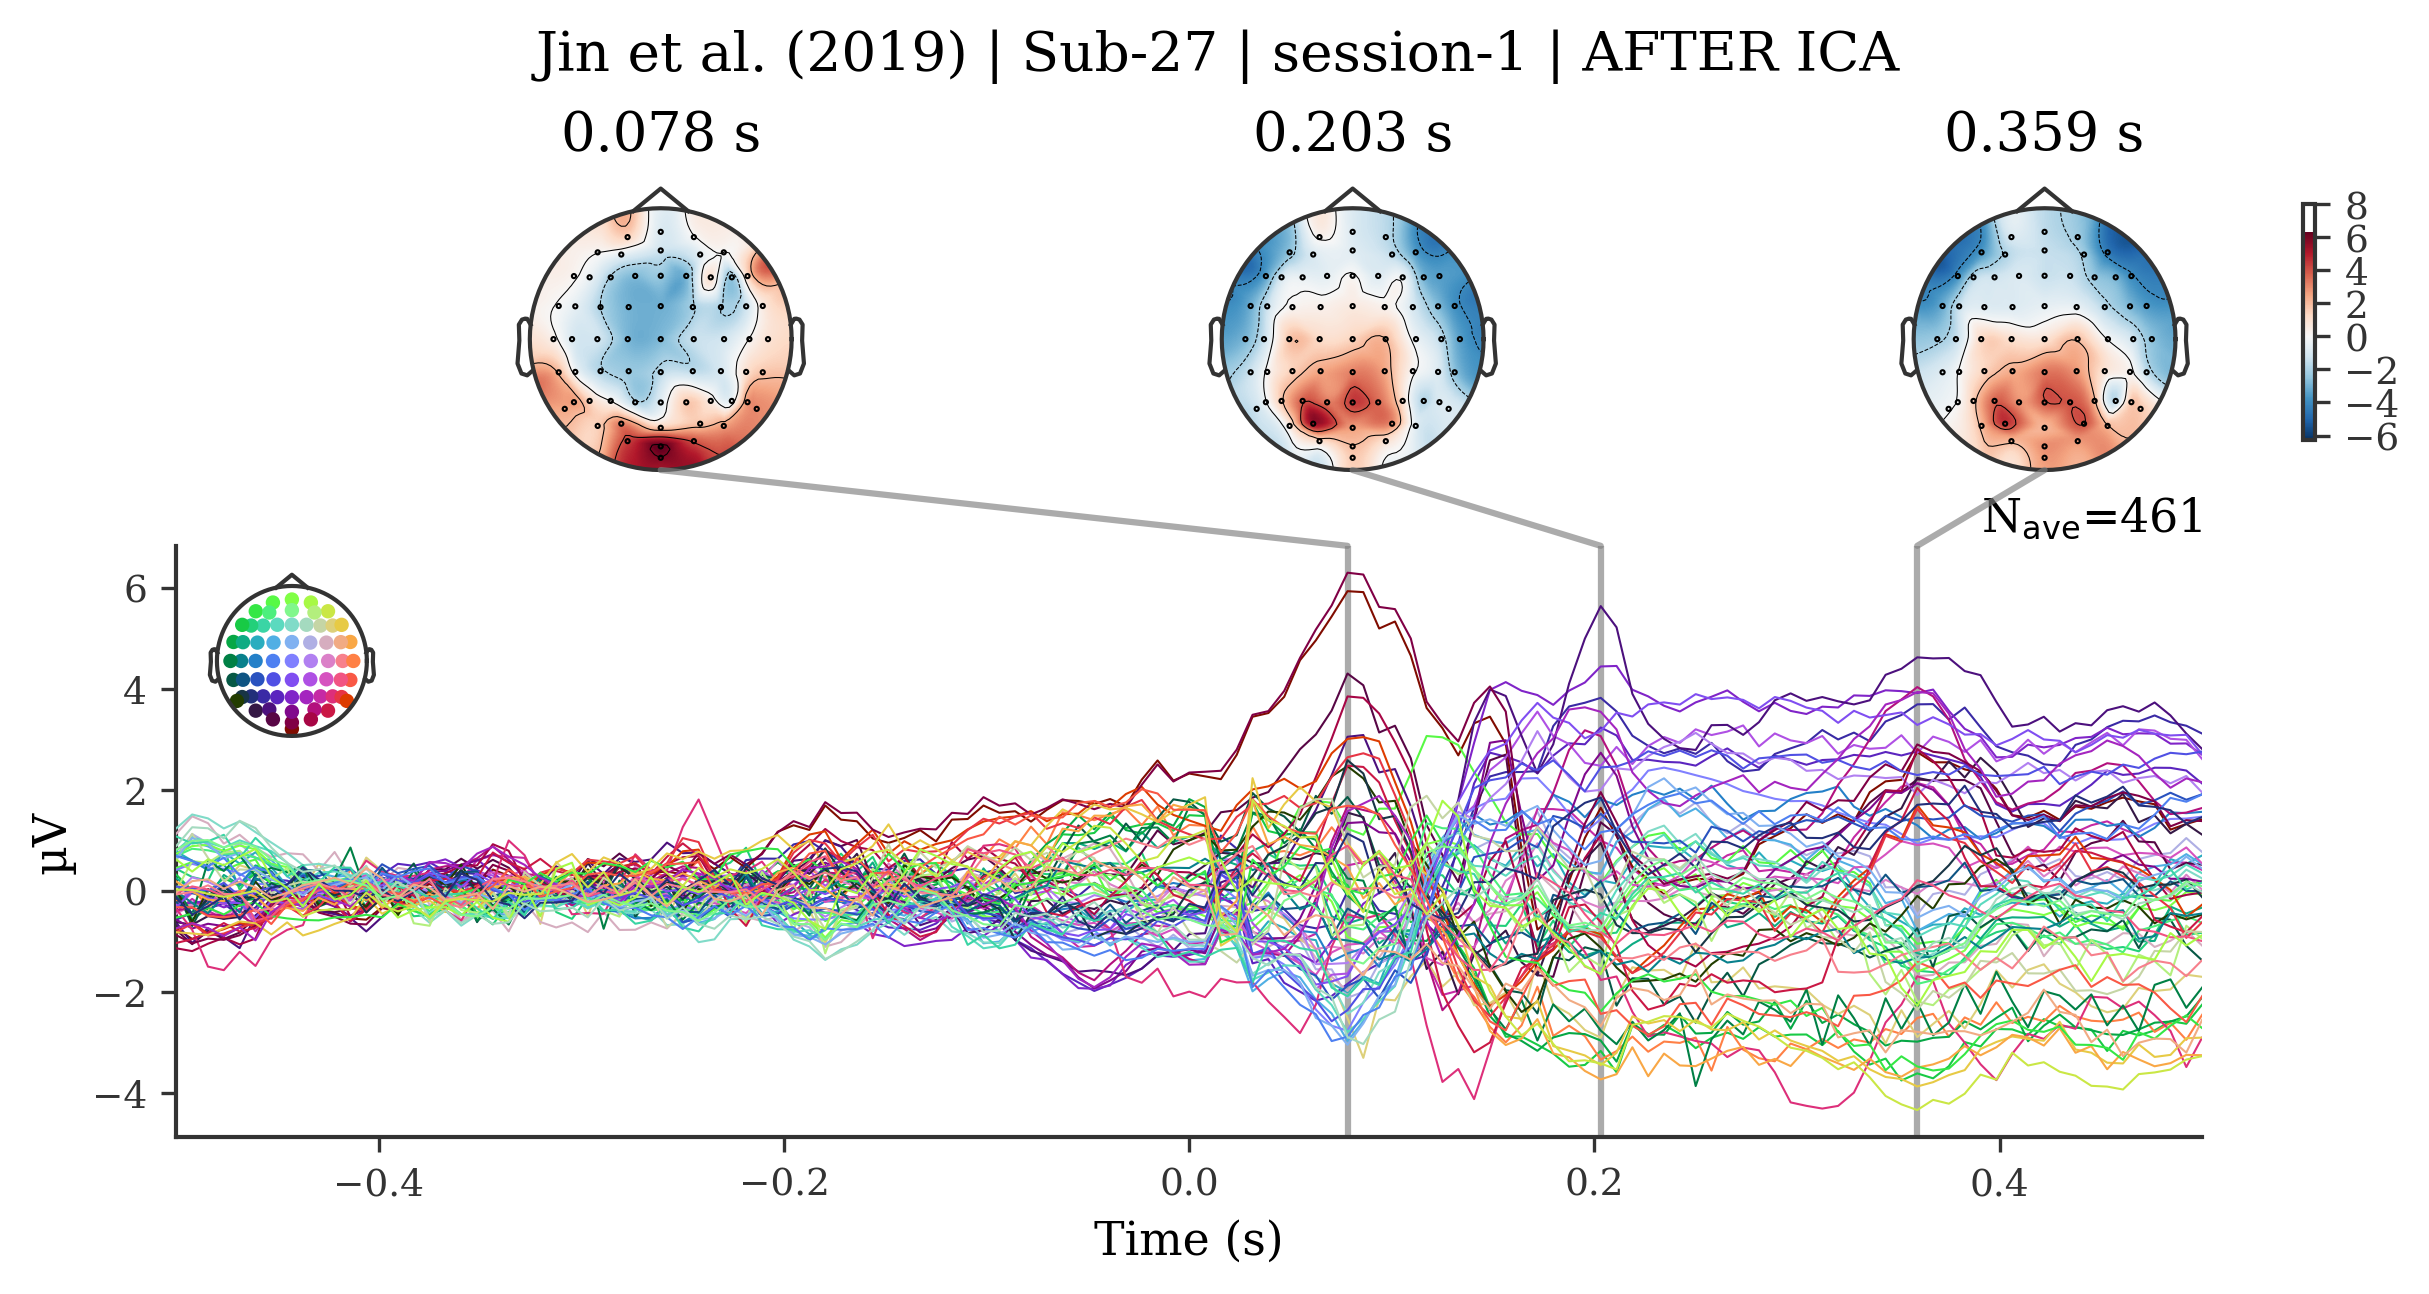 Jin et al. (2019) | Sub-27 | session-1 | AFTER ICA
0.078 s
0.203 s
0.359 s
8
6
4
2
0
−2
−4
−6
Nave=461
6
4
2
0
−2
−4
µV
−0.4
−0.2
0.0
0.2
0.4
Time (s)